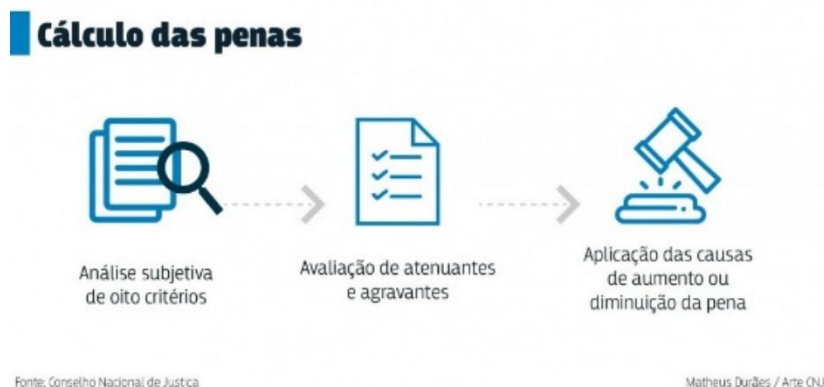 Cálculo das penas
Análise subjetiva
de oito critérios
Avaliação de atenuantes
e agravantes
Aplicação das causas
de aumento ou
diminuição da pena
Fonte: Conselho Nacional de Justiça
Matheus Durães / Arte CNJ